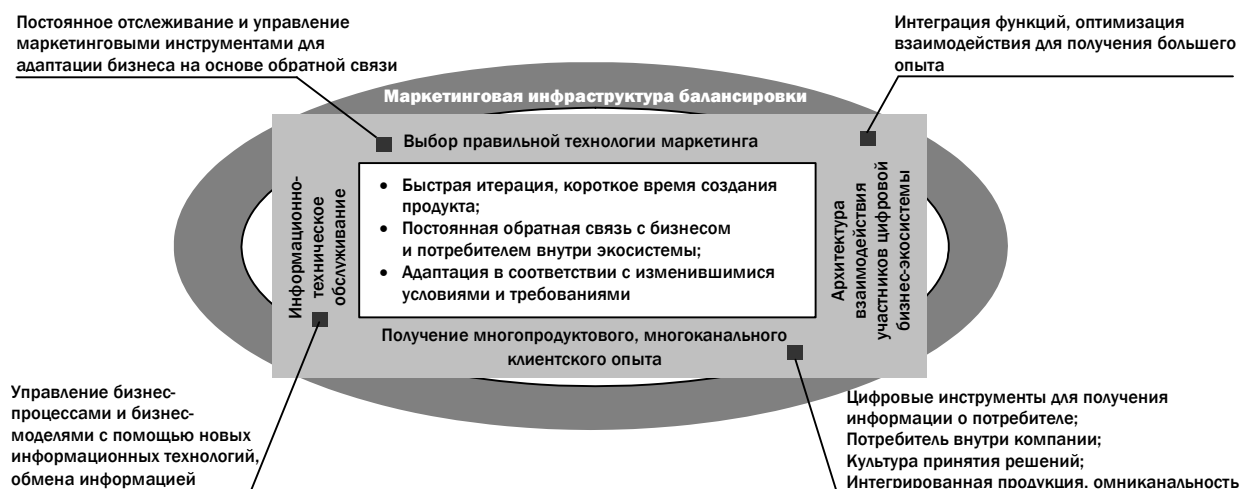 Постоянное отслеживание и управление
маркетинговыми инструментами для
адаптации бизнеса на основе обратной связи
Интеграция функций, оптимизация
взаимодействия для получения большего
опыта
Маркетинговая инфраструктура балансировки
Выбор правильной технологии маркетинга
Информационно-
техническое
обслуживание
• Быстрая итерация, короткое время создания
продукта;
• Постоянная обратная связь с бизнесом
и потребителем внутри экосистемы;
• Адаптация в соответствии с изменившимися
условиями и требованиями
Архитектура
взаимодействия
участников цифровой
бизнес-экосистемы
Получение многопродуктового, многоканального
клиентского опыта
Управление бизнес-
процессами и бизнес-
моделями с помощью новых
информационных технологий,
обмена информацией
Цифровые инструменты для получения
информации о потребителе;
Потребитель внутри компании;
Культура принятия решений;
Интегрированная продукция, омниканальность